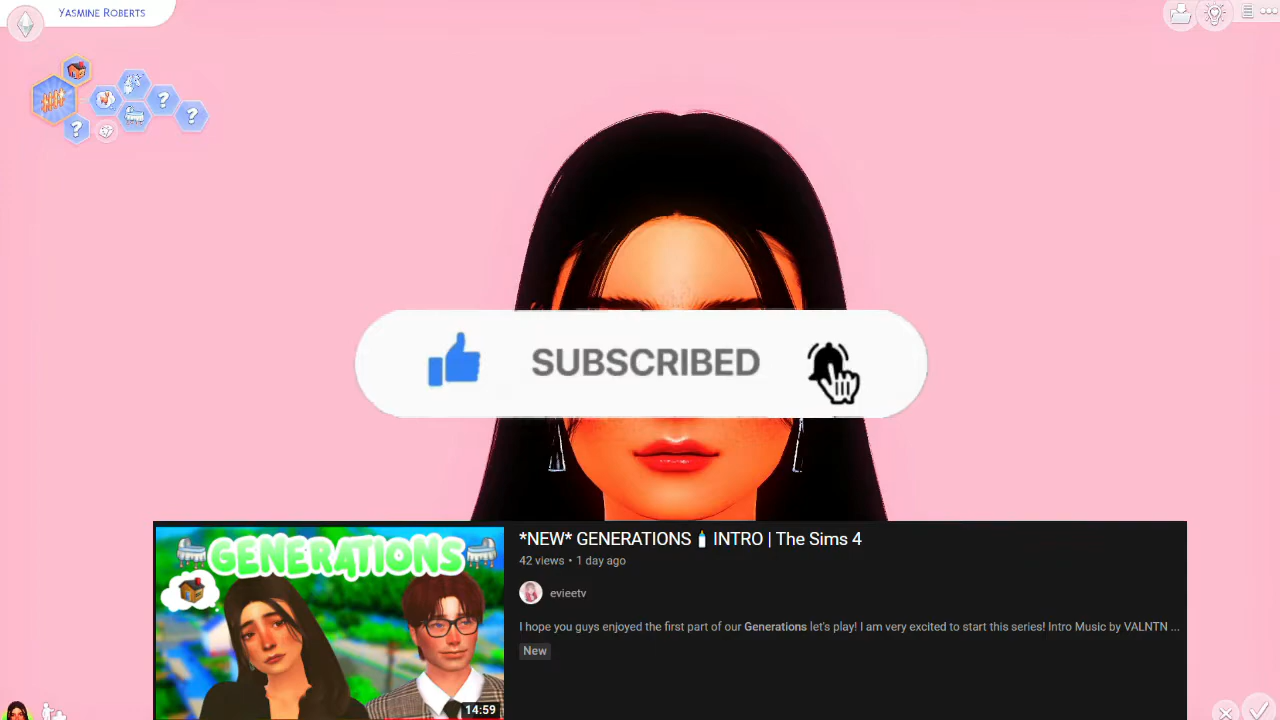 YASMINE ROBERTS
?
?
?
SUBSCRIBED
GENERATIONS
14:59
*NEW* GENERATIONS 🍼 INTRO | The Sims 4
42 views • 1 day ago
evieetv
I hope you guys enjoyed the first part of our Generations let's play! I am very excited to start this series! Intro Music by VALNTN ...
New